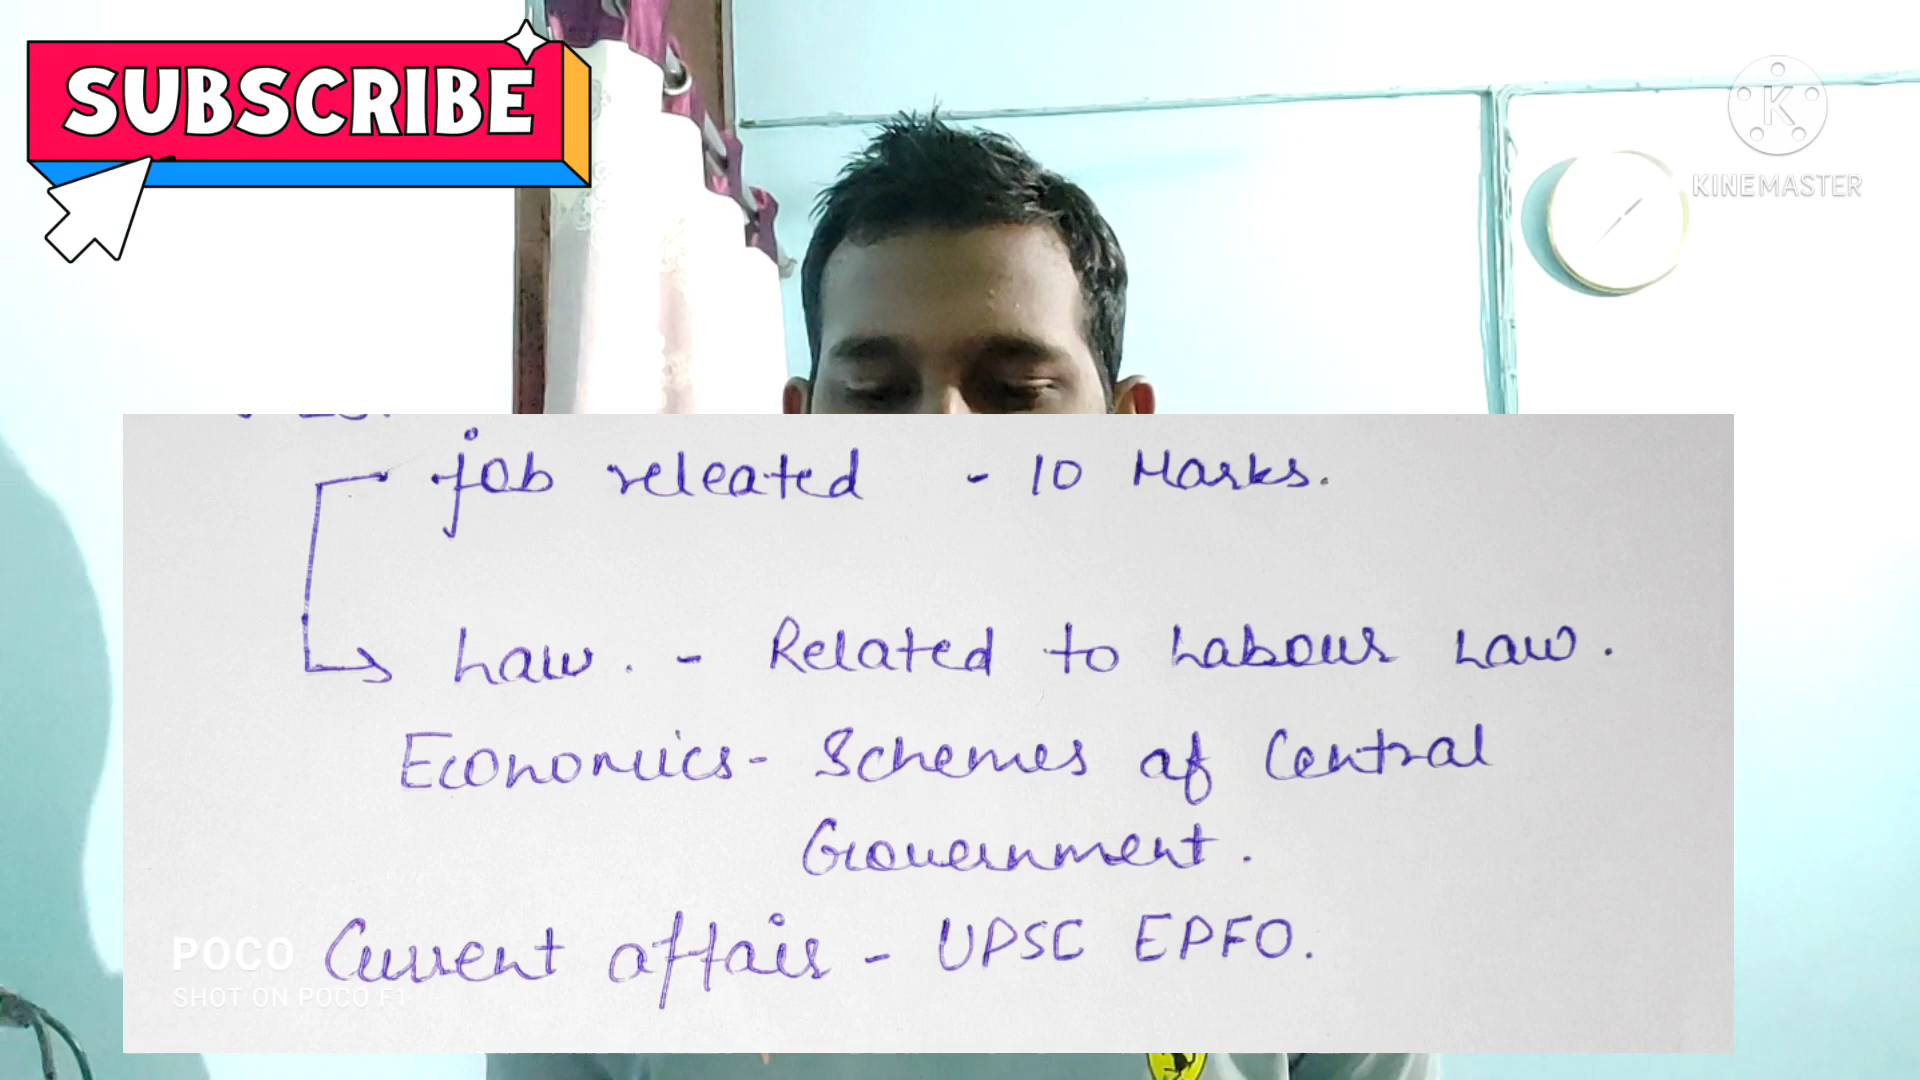 SUBSCRIBE
KINEMASTER
job releated - 10 Marks.
Law. - Related to Labour Law.
Economics - Schemes of Central
Government.
Current affair - UPSC EPFO.
POCO
SHOT ON POCO F1